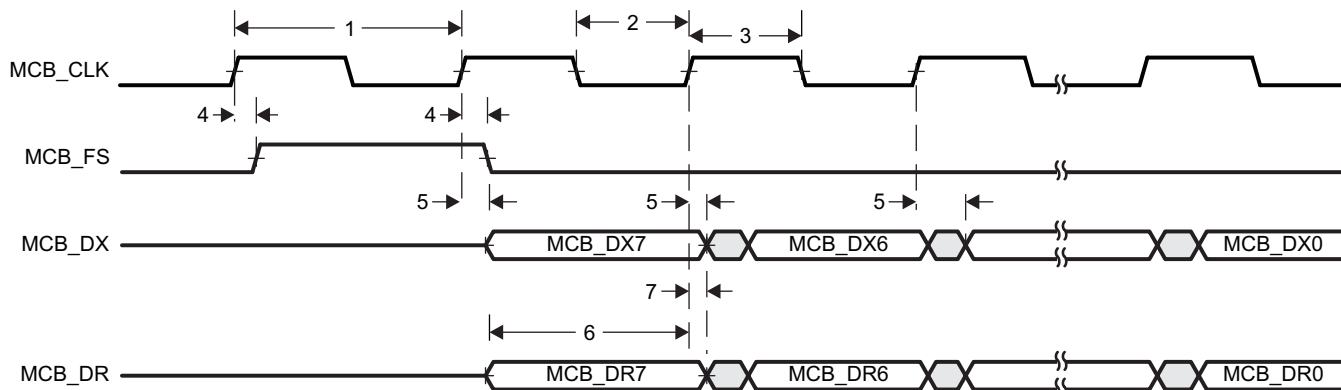 1
2
3
MCB_CLK
4
4
MCB_FS
5
5
5
MCB_DX
MCB_DX7
MCB_DX6
MCB_DX0
7
6
MCB_DR
MCB_DR7
MCB_DR6
MCB_DR0